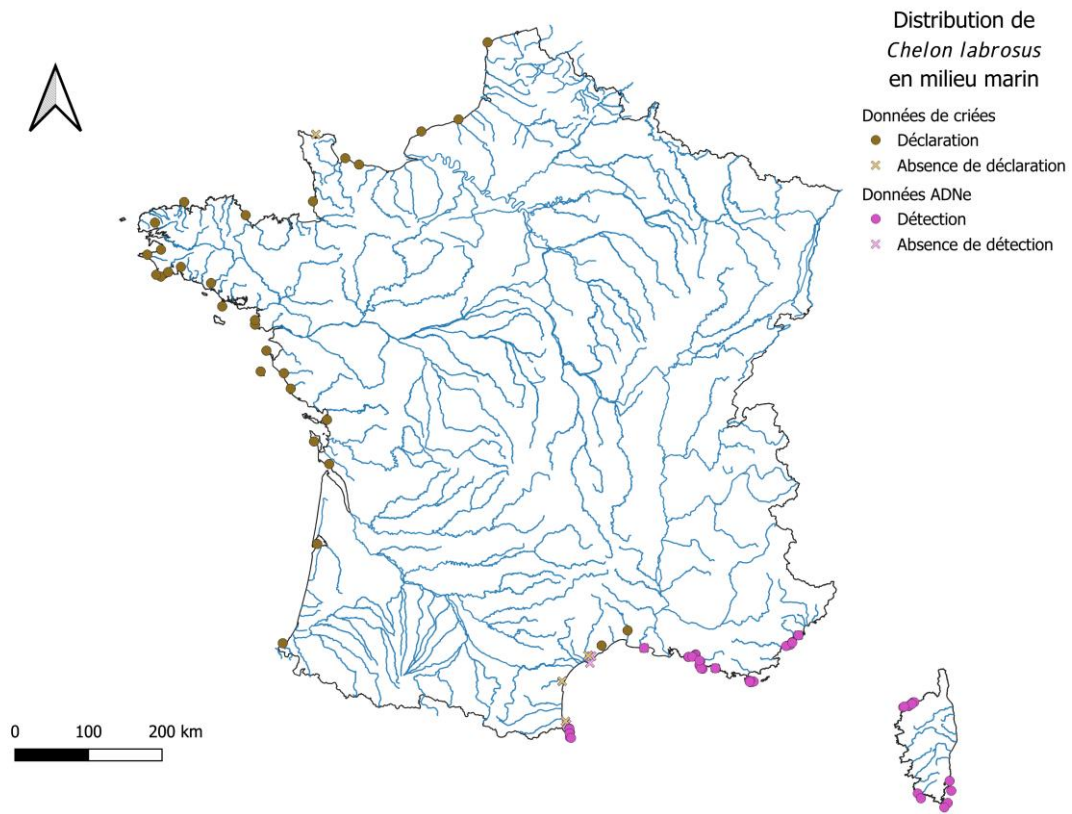 Distribution de
Chelon labrosus
en milieu marin
Données de criées
Déclaration
Absence de déclaration
Données ADNe
Détection
Absence de détection
0 100 200 km